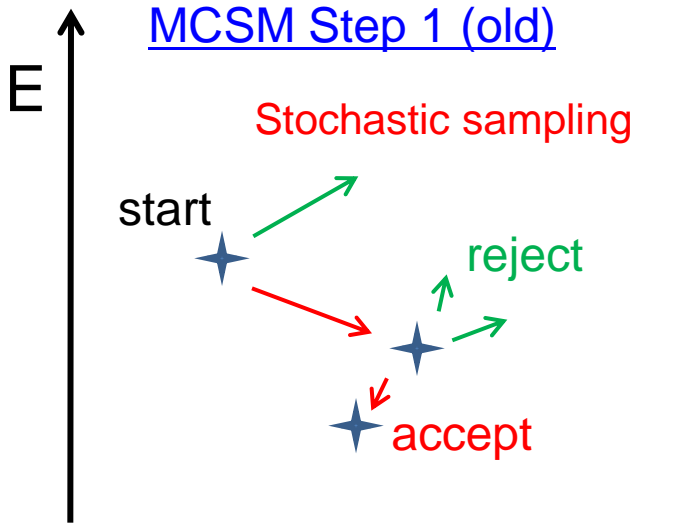 MCSM Step 1 (old)
E
Stochastic sampling
start
reject
accept